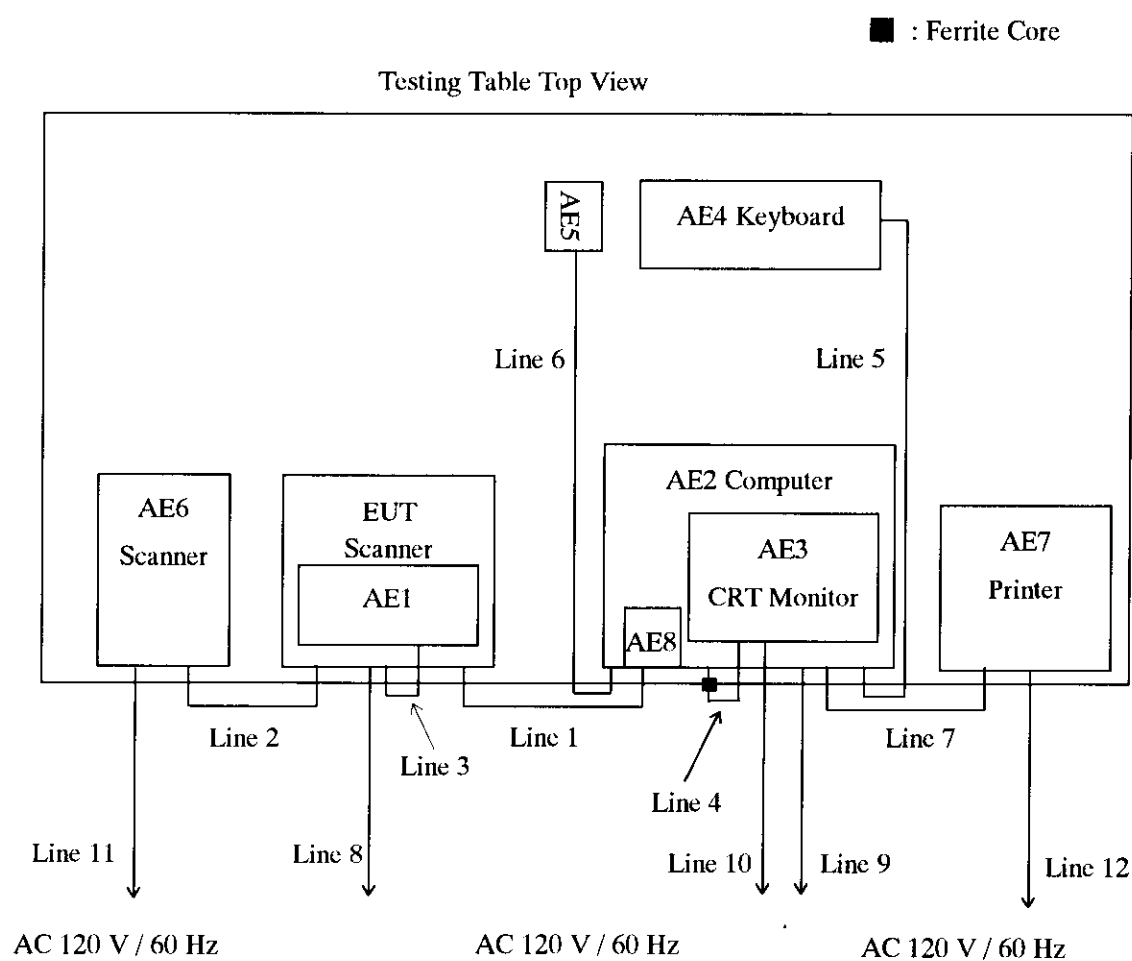 : Ferrite Core
Testing Table Top View
AE5
AE4 Keyboard
Line 6
Line 5
AE2 Computer
AE6
Scanner
EUT
Scanner
AE1
AE3
CRT Monitor
AE7
Printer
AE8
Line 2
Line 3
Line 1
Line 4
Line 7
Line 11
Line 8
Line 10
Line 9
Line 12
AC 120 V / 60 Hz
AC 120 V / 60 Hz
AC 120 V / 60 Hz